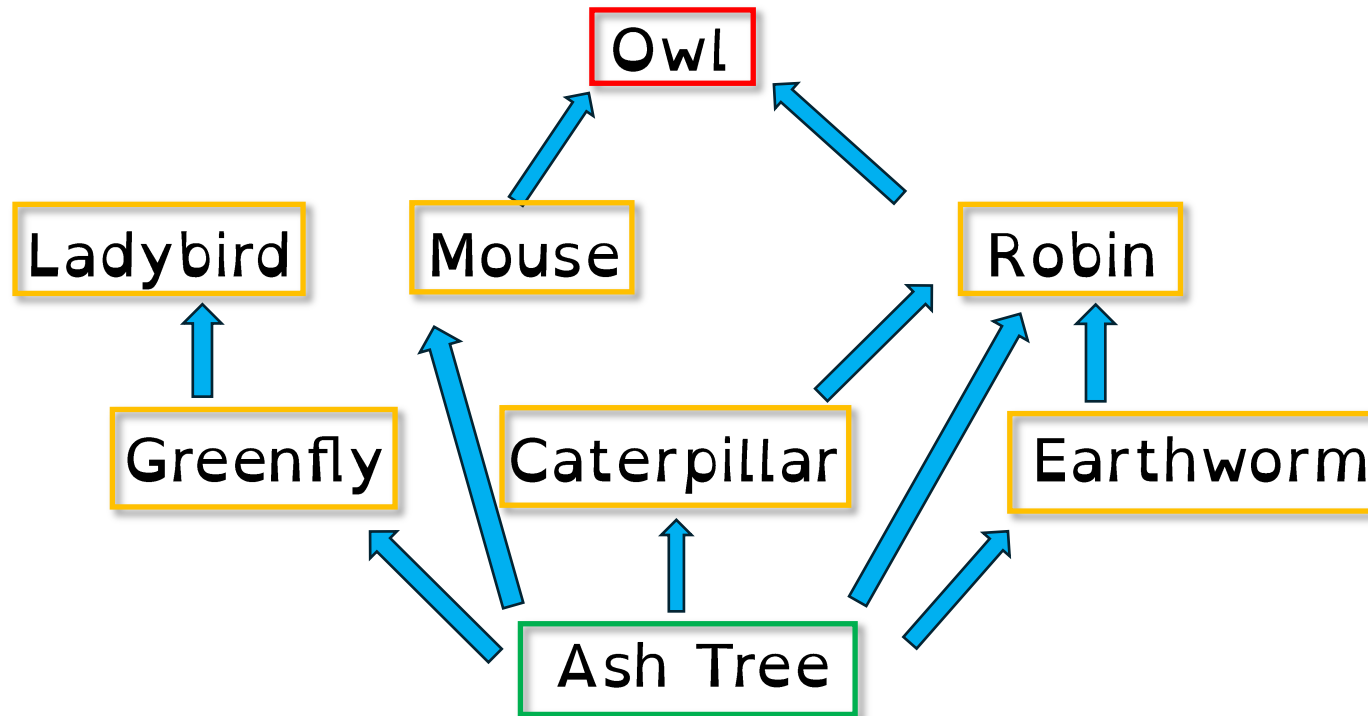 Owl
Ladybird
Mouse
Robin
Greenfly
Caterpillar
Earthworm
Ash Tree